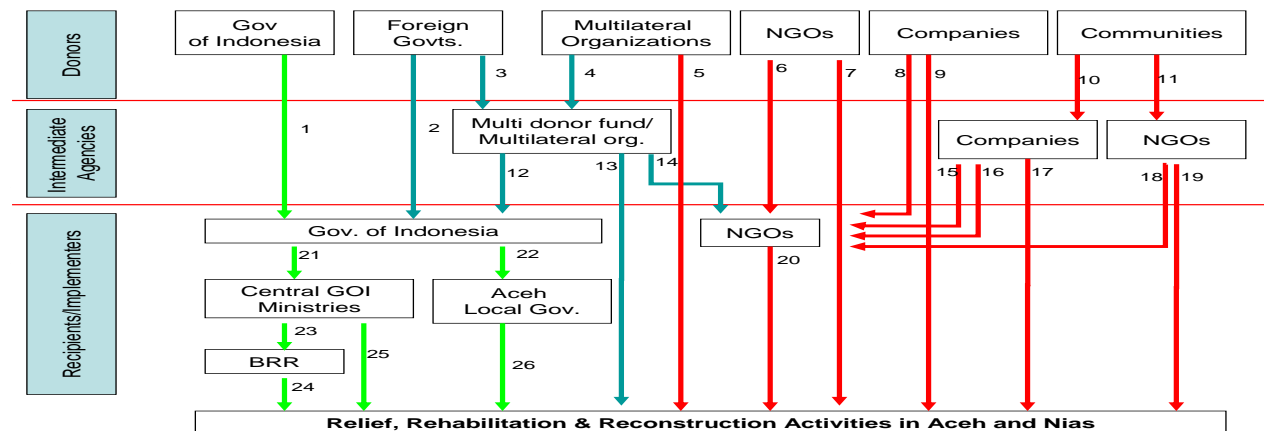 Donors
Gov
of Indonesia
Foreign
Govts.
Multilateral
Organizations
NGOs
Companies
Communities
3
4
5
6
7
8
9
10
11
1
2
Intermediate
Agencies
Multi donor fund/
Multilateral org.
Companies
NGOs
12
13
14
15
16
17
18
19
Recipients/Implementers
Gov. of Indonesia
NGOs
21
22
20
Central GOI
Ministries
Aceh
Local Gov.
23
25
26
BRR
24
Relief, Rehabilitation & Reconstruction Activities in Aceh and Nias